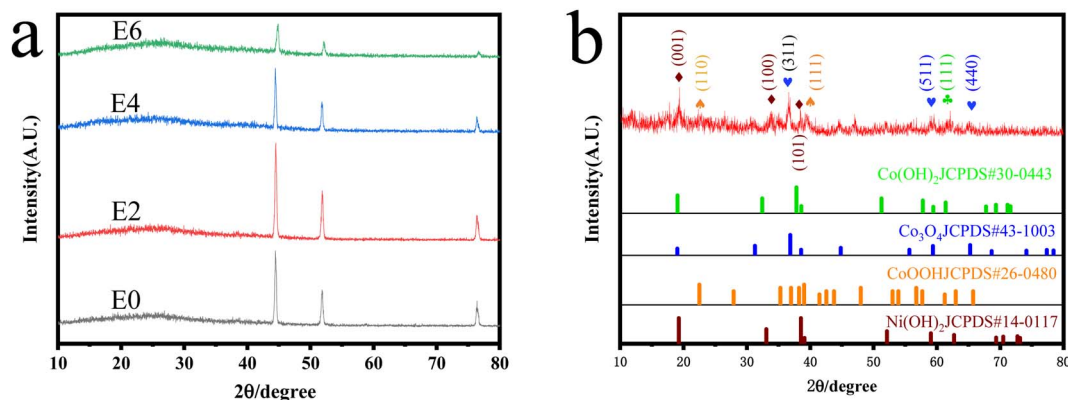 a
E6
E4
E2
E0
Intensity(A.U.)
10 20 30 40 50 60 70 80
2θ/degree
b
(001)
(110)
(100)
(311)
(101)
(111)
(511)
(111)
(440)
Co(OH)₂JCPDS#30-0443
Co₃O₄JCPDS#43-1003
CoOOHJCPDS#26-0480
Ni(OH)₂JCPDS#14-0117
Intensity(A.U.)
10 20 30 40 50 60 70 80
2θ/degree